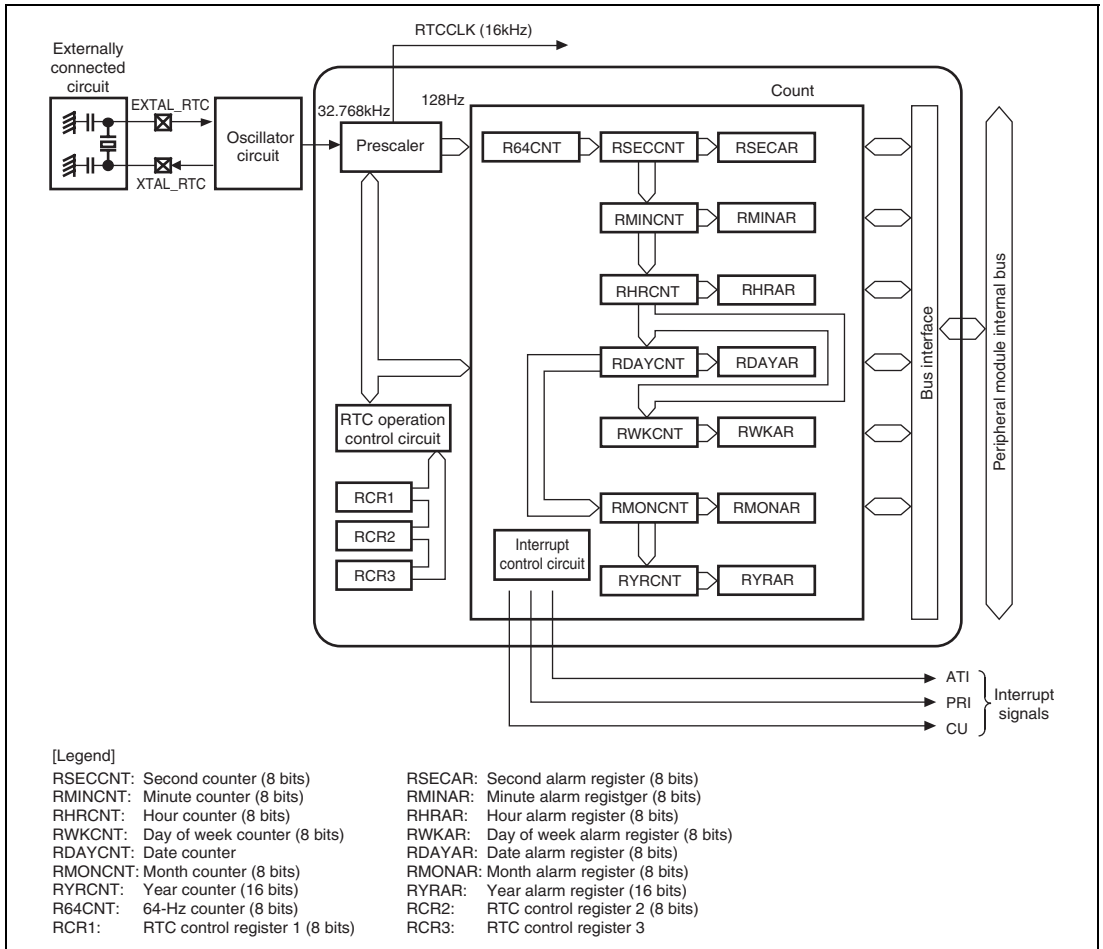 RTCCLK (16kHz)
Externally
connected
circuit
EXTAL_RTC
XTAL_RTC
Oscillator
circuit
32.768kHz
Prescaler
128Hz
Count
R64CNT
RSECCNT
RSECAR
RMINCNT
RMINAR
RHRCNT
RHRAR
RDAYCNT
RDAYAR
RWKCNT
RWKAR
RMONCNT
RMONAR
RYRCNT
RYRAR
RTC operation
control circuit
RCR1
RCR2
RCR3
Interrupt
control circuit
Bus interface
Peripheral module internal bus
ATI
PRI
CU
Interrupt
signals
[Legend]
RSECCNT: Second counter (8 bits)
RMINCNT: Minute counter (8 bits)
RHRCNT: Hour counter (8 bits)
RWKCNT: Day of week counter (8 bits)
RDAYCNT: Date counter
RMONCNT: Month counter (8 bits)
RYRCNT: Year counter (16 bits)
R64CNT: 64-Hz counter (8 bits)
RCR1: RTC control register 1 (8 bits)
RSECAR: Second alarm register (8 bits)
RMINAR: Minute alarm registger (8 bits)
RHRAR: Hour alarm register (8 bits)
RWKAR: Day of week alarm register (8 bits)
RDAYAR: Date alarm register (8 bits)
RMONAR: Month alarm register (8 bits)
RYRAR: Year alarm register (16 bits)
RCR2: RTC control register 2 (8 bits)
RCR3: RTC control register 3